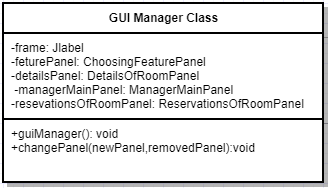 GUI Manager Class
-frame: Jlabel
-feturePanel: ChoosingFeaturePanel
-detailsPanel: DetailsOfRoomPanel
-managerMainPanel: ManagerMainPanel
-resevationsOfRoomPanel: ReservationsOfRoomPanel
+guiManager(): void
+changePanel(newPanel,removedPanel):void